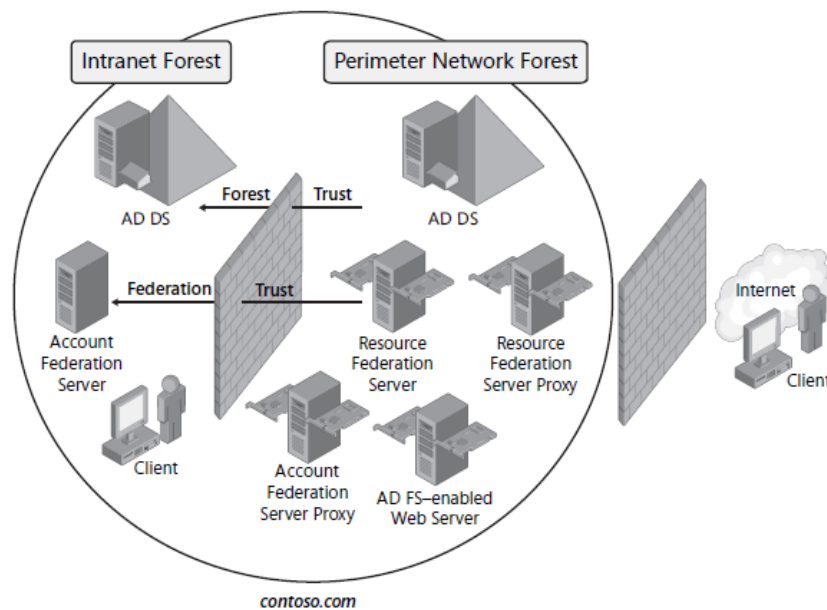 Intranet Forest
Perimeter Network Forest
Forest
Trust
AD DS
AD DS
Federation
Trust
Account
Federation
Server
Resource
Federation
Server
Resource
Federation
Server Proxy
Internet
Client
Client
Account
Federation
Server Proxy
AD FS–enabled
Web Server
contoso.com